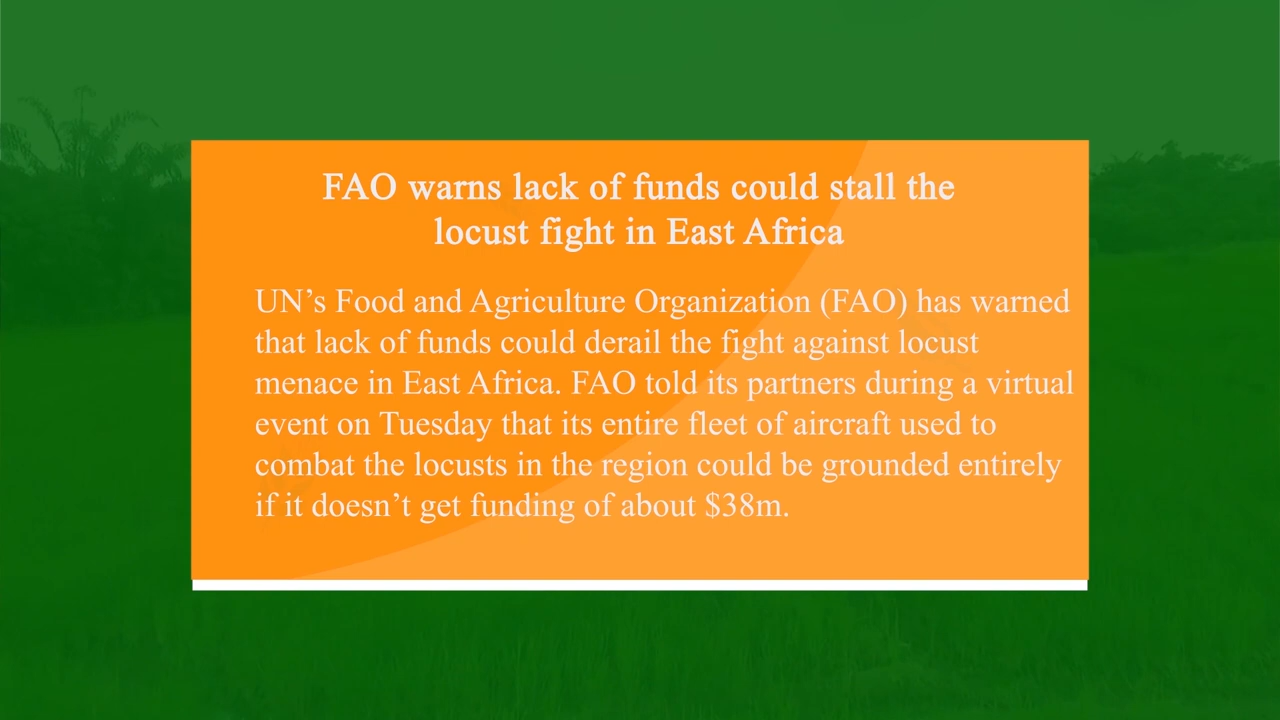 FAO warns lack of funds could stall the
locust fight in East Africa
UN’s Food and Agriculture Organization (FAO) has warned
that lack of funds could derail the fight against locust
menace in East Africa. FAO told its partners during a virtual
event on Tuesday that its entire fleet of aircraft used to
combat the locusts in the region could be grounded entirely
if it doesn’t get funding of about $38m.